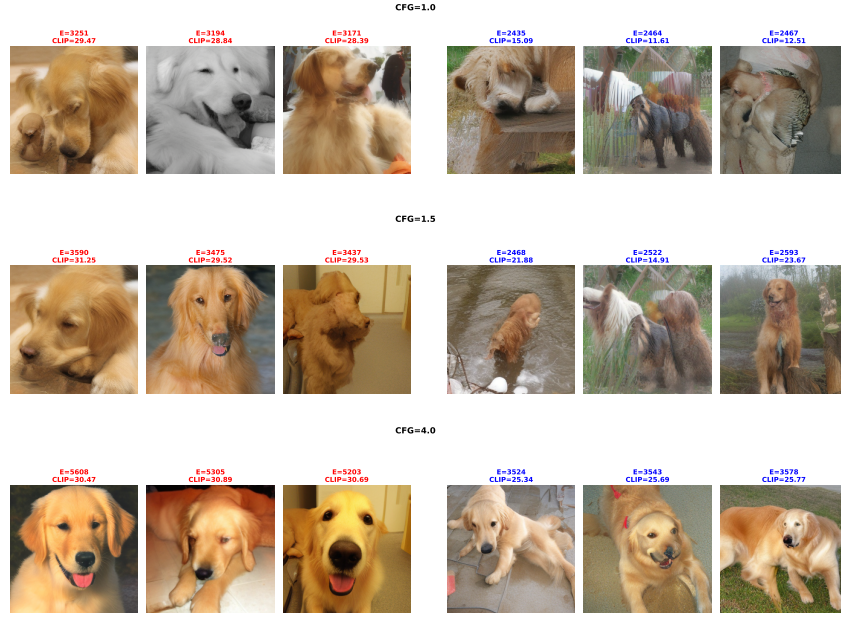 CFG=1.0
E=3251
CLIP=29.47
E=3194
CLIP=28.84
E=3171
CLIP=28.39
E=2435
CLIP=15.09
E=2464
CLIP=11.61
E=2467
CLIP=12.51
CFG=1.5
E=3590
CLIP=31.25
E=3475
CLIP=29.52
E=3437
CLIP=29.53
E=2468
CLIP=21.88
E=2522
CLIP=14.91
E=2593
CLIP=23.67
CFG=4.0
E=5608
CLIP=30.47
E=5305
CLIP=30.89
E=5203
CLIP=30.69
E=3524
CLIP=25.34
E=3543
CLIP=25.69
E=3578
CLIP=25.77